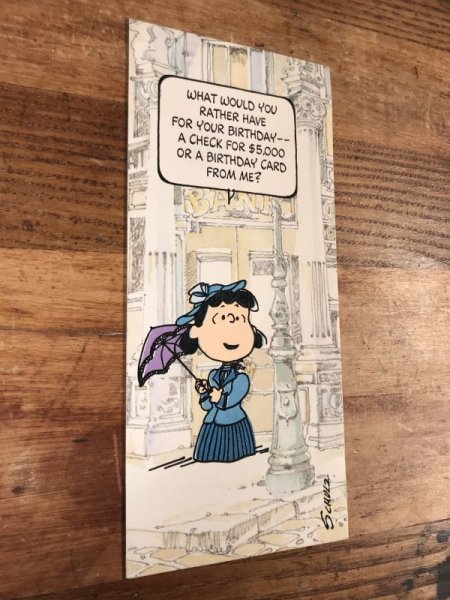 WHAT WOULD YOU
RATHER HAVE
FOR YOUR BIRTHDAY--
A CHECK FOR $5,000
OR A BIRTHDAY CARD
FROM ME?
BANK
SCHULZ